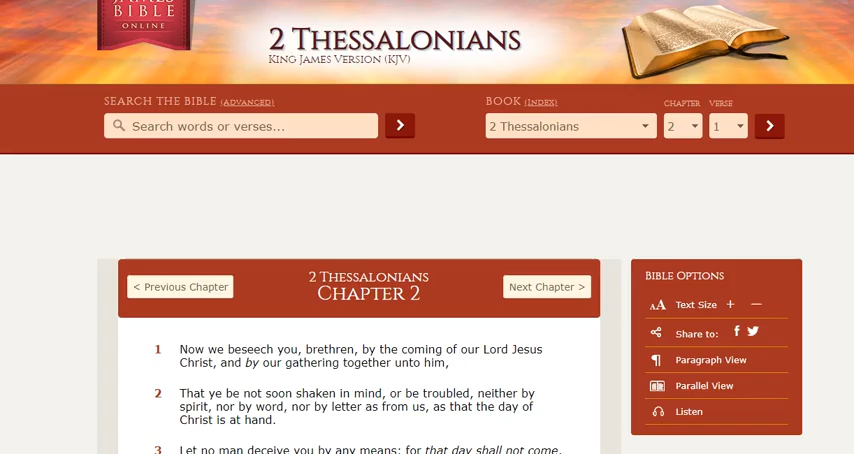 JAMES
BIBLE
ONLINE
2 Thessalonians
King James Version (KJV)
Search the Bible (Advanced)
Search words or verses...
Book (Index)
Chapter
Verse
2 Thessalonians
2
1
2 Thessalonians
Chapter 2
< Previous Chapter
Next Chapter >
1 Now we beseech you, brethren, by the coming of our Lord Jesus
Christ, and by our gathering together unto him,
2 That ye be not soon shaken in mind, or be troubled, neither by
spirit, nor by word, nor by letter as from us, as that the day of
Christ is at hand.
3 Let no man deceive you by any means: for that day shall not come,
Bible Options
AA Text Size + —
Share to: f
Paragraph View
Parallel View
Listen